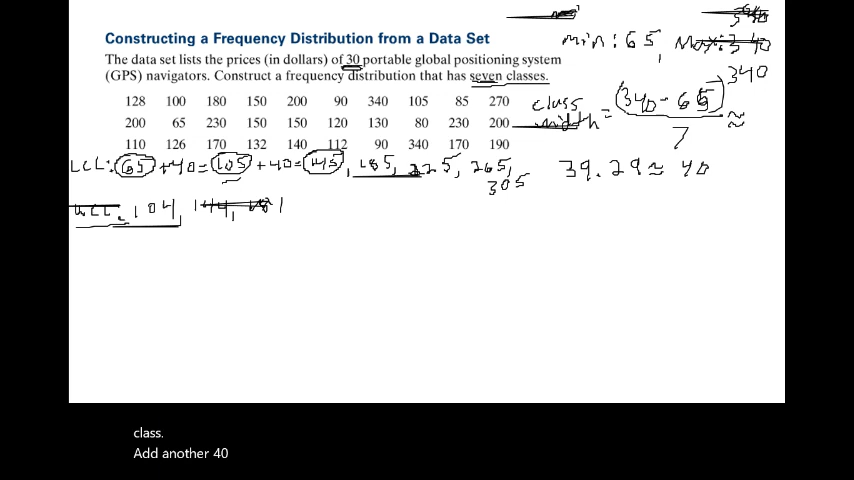 Constructing a Frequency Distribution from a Data Set
min: 65, Max: 340
The data set lists the prices (in dollars) of 30 portable global positioning system
(GPS) navigators. Construct a frequency distribution that has seven classes.
340
128 100 180 150 200 90 340 105 85 270
200 65 230 150 150 120 130 80 230 200
110 126 170 132 140 112 90 340 170 190
class width = (340 - 65) / 7 ≈
39.29 ≈ 40
LCL: 65 +40= 105 +40= 145, 185, 225, 265,
305
UCL: 104, 144, 18
class.
Add another 40